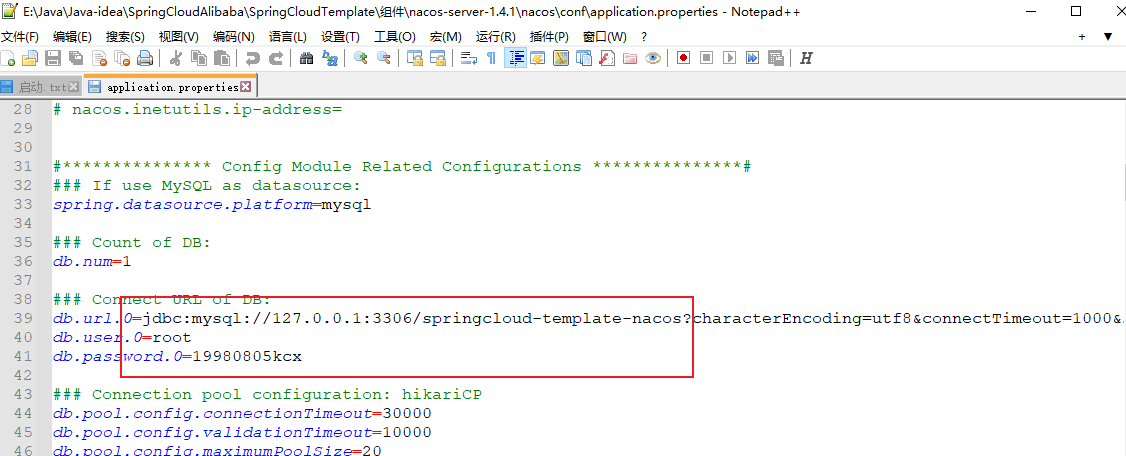 E:\Java\Java-idea\SpringCloudAlibaba\SpringCloudTemplate\组件\nacos-server-1.4.1\nacos\conf\application.properties - Notepad++
文件(F) 编辑(E) 搜索(S) 视图(V) 编码(N) 语言(L) 设置(T) 工具(O) 宏(M) 运行(R) 插件(P) 窗口(W) ? + ▼
启动.txt application.properties
28 # nacos.inetutils.ip-address=
29
30
31 #*************** Config Module Related Configurations ***************#
32 ### If use MySQL as datasource:
33 spring.datasource.platform=mysql
34
35 ### Count of DB:
36 db.num=1
37
38 ### Connect URL of DB:
39 db.url.0=jdbc:mysql://127.0.0.1:3306/springcloud-template-nacos?characterEncoding=utf8&connectTimeout=1000&
40 db.user.0=root
41 db.password.0=19980805kcx
42
43 ### Connection pool configuration: hikariCP
44 db.pool.config.connectionTimeout=30000
45 db.pool.config.validationTimeout=10000
46 db.pool.config.maximumPoolSize=20